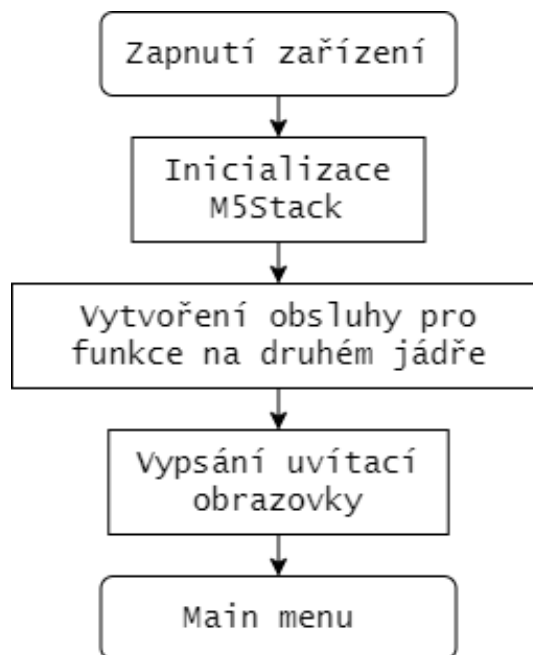 Zapnutí zařízení
Inicializace
M5Stack
Vytvoření obsluhy pro
funkce na druhém jádře
Vypsání uvítací
obrazovky
Main menu